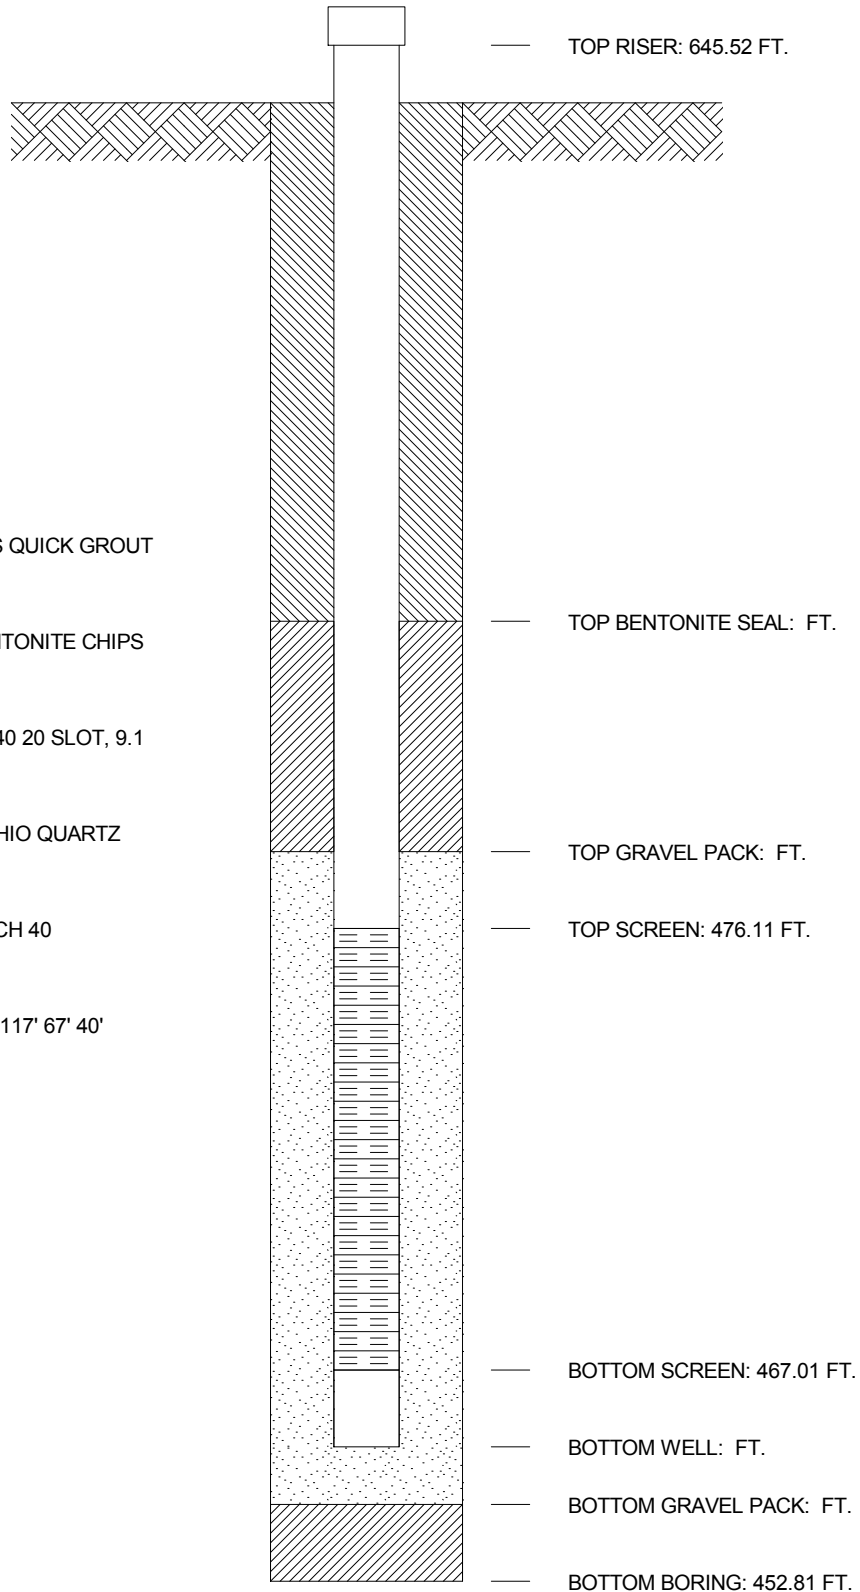 TOP RISER: 645.52 FT.
S QUICK GROUT
TOP BENTONITE SEAL: FT.
NTONITE CHIPS
40 20 SLOT, 9.1
HIO QUARTZ
TOP GRAVEL PACK: FT.
CH 40
TOP SCREEN: 476.11 FT.
117' 67' 40'
BOTTOM SCREEN: 467.01 FT.
BOTTOM WELL: FT.
BOTTOM GRAVEL PACK: FT.
BOTTOM BORING: 452.81 FT.